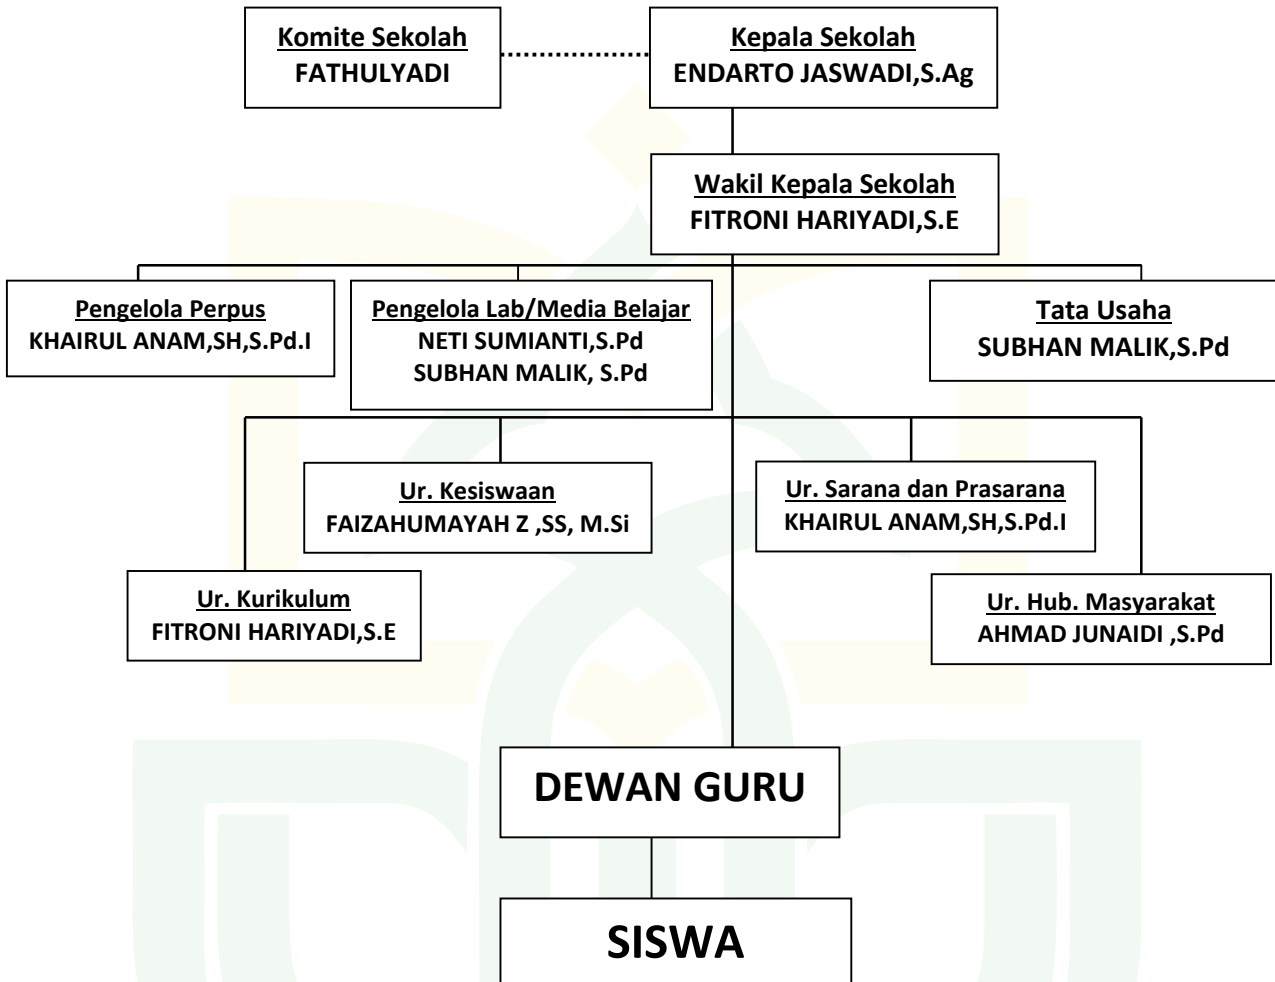 Komite Sekolah
FATHULYADI
Kepala Sekolah
ENDARTO JASWADI,S.Ag
Wakil Kepala Sekolah
FITRONI HARIYADI,S.E
Pengelola Perpus
KHAIRUL ANAM,SH,S.Pd.I
Pengelola Lab/Media Belajar
NETI SUMIANTI,S.Pd
SUBHAN MALIK, S.Pd
Tata Usaha
SUBHAN MALIK,S.Pd
Ur. Kesiswaan
FAIZAHUMAYAH Z ,SS, M.Si
Ur. Sarana dan Prasarana
KHAIRUL ANAM,SH,S.Pd.I
Ur. Kurikulum
FITRONI HARIYADI,S.E
Ur. Hub. Masyarakat
AHMAD JUNAIDI ,S.Pd
DEWAN GURU
SISWA